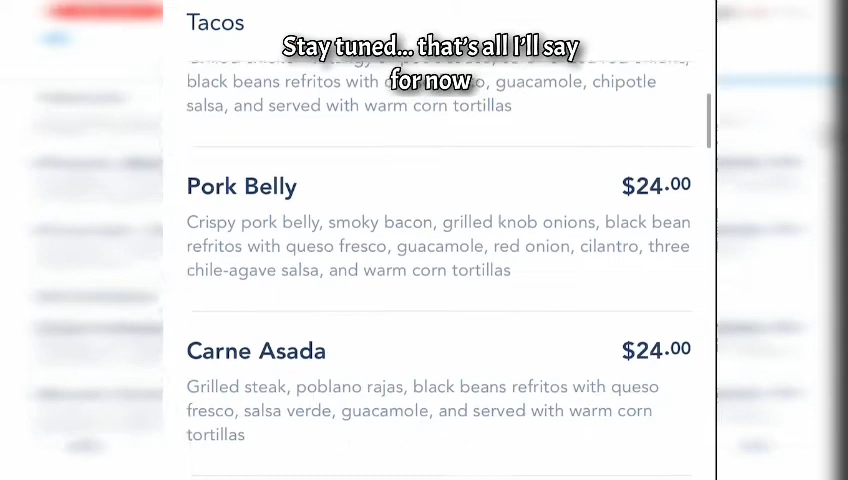 Tacos
Stay tuned... that's all I'll say
for now
black beans refritos with guacamole, chipotle
salsa, and served with warm corn tortillas
Pork Belly $24.00
Crispy pork belly, smoky bacon, grilled knob onions, black bean
refritos with queso fresco, guacamole, red onion, cilantro, three
chile-agave salsa, and warm corn tortillas
Carne Asada $24.00
Grilled steak, poblano rajas, black beans refritos with queso
fresco, salsa verde, guacamole, and served with warm corn
tortillas